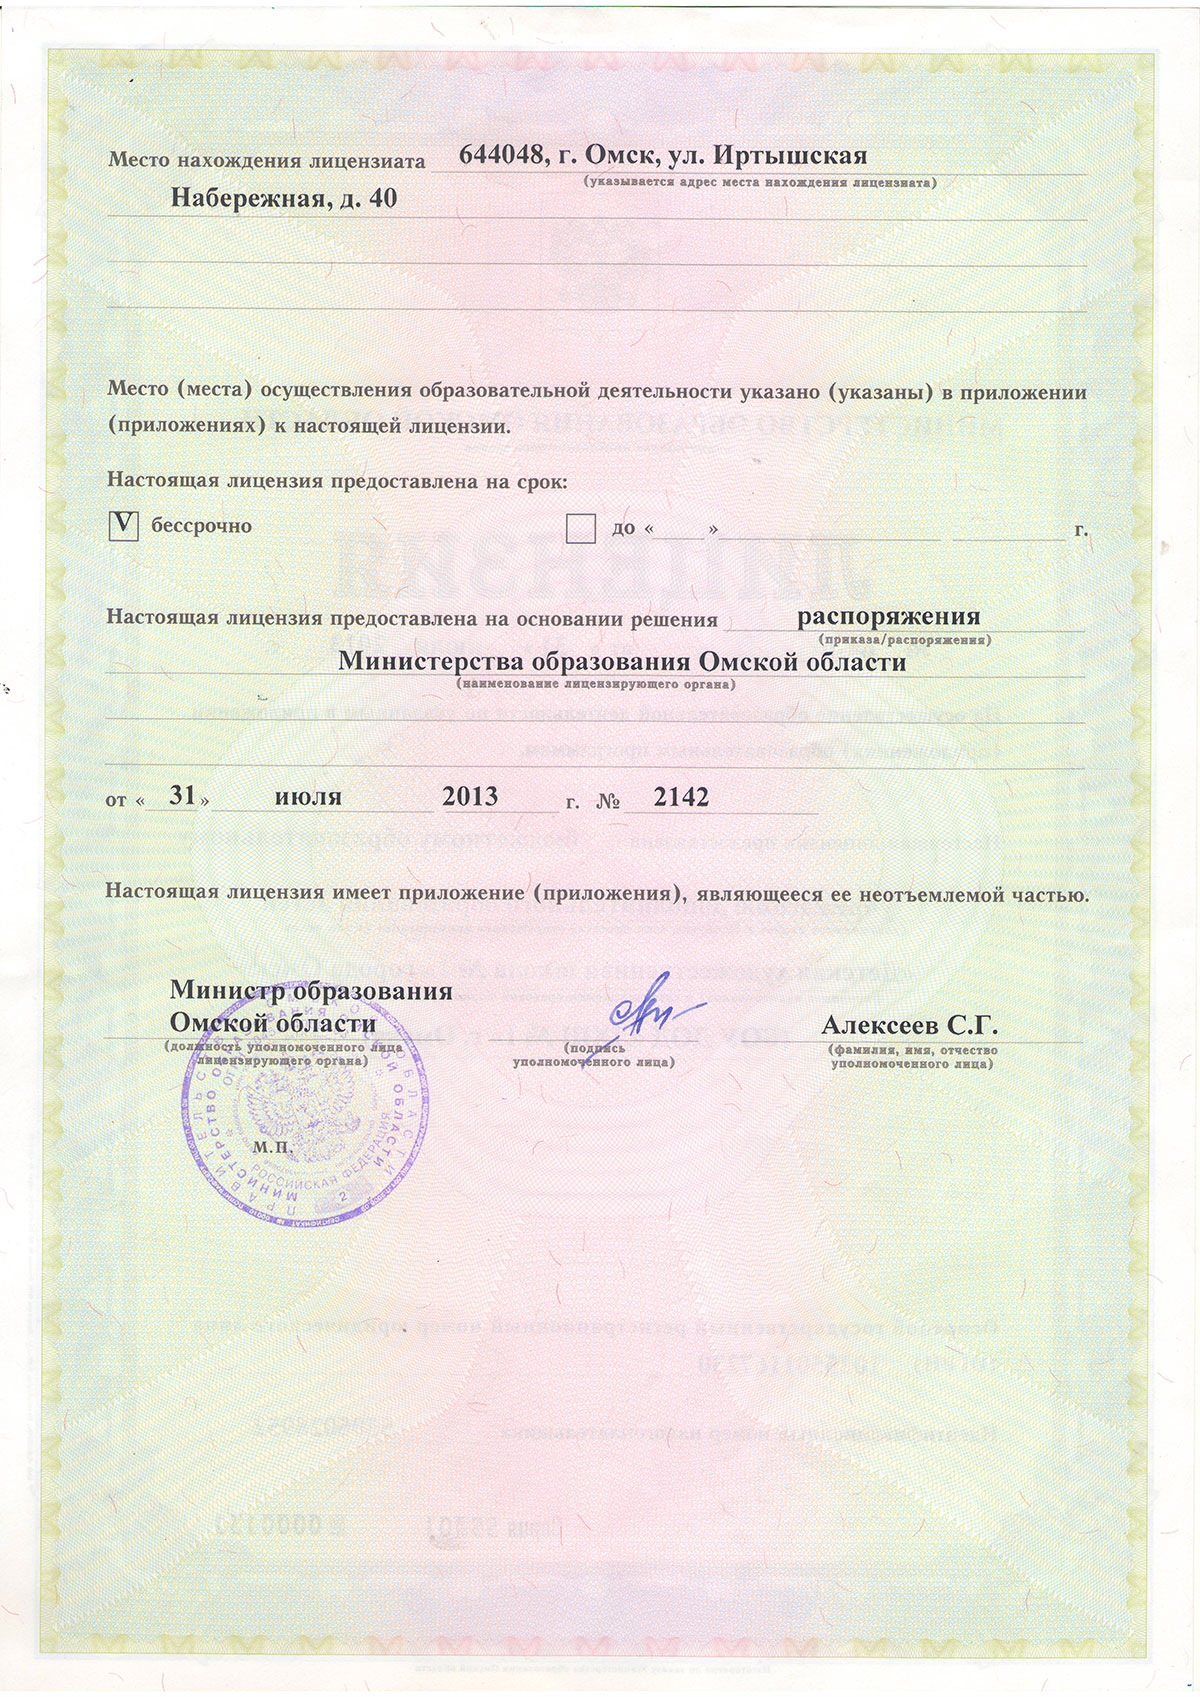 Место нахождения лицензиата 644048, г. Омск, ул. Иртышская
(указывается адрес места нахождения лицензиата)
Набережная, д. 40
Место (места) осуществления образовательной деятельности указано (указаны) в приложении
(приложениях) к настоящей лицензии.
Настоящая лицензия предоставлена на срок:
V бессрочно до « » г.
Настоящая лицензия предоставлена на основании решения распоряжения
(приказа/распоряжения)
Министерства образования Омской области
(наименование лицензирующего органа)
от « 31 » июля 2013 г. № 2142
Настоящая лицензия имеет приложение (приложения), являющееся ее неотъемлемой частью.
Министр образования
Омской области Алексеев С.Г.
(должность уполномоченного лица (подпись (фамилия, имя, отчество
лицензирующего органа) уполномоченного лица) уполномоченного лица)
М.П.
РОССИЙСКАЯ ФЕДЕРАЦИЯ
МИНИСТЕРСТВО ОБРАЗОВАНИЯ ОМСКОЙ ОБЛАСТИ